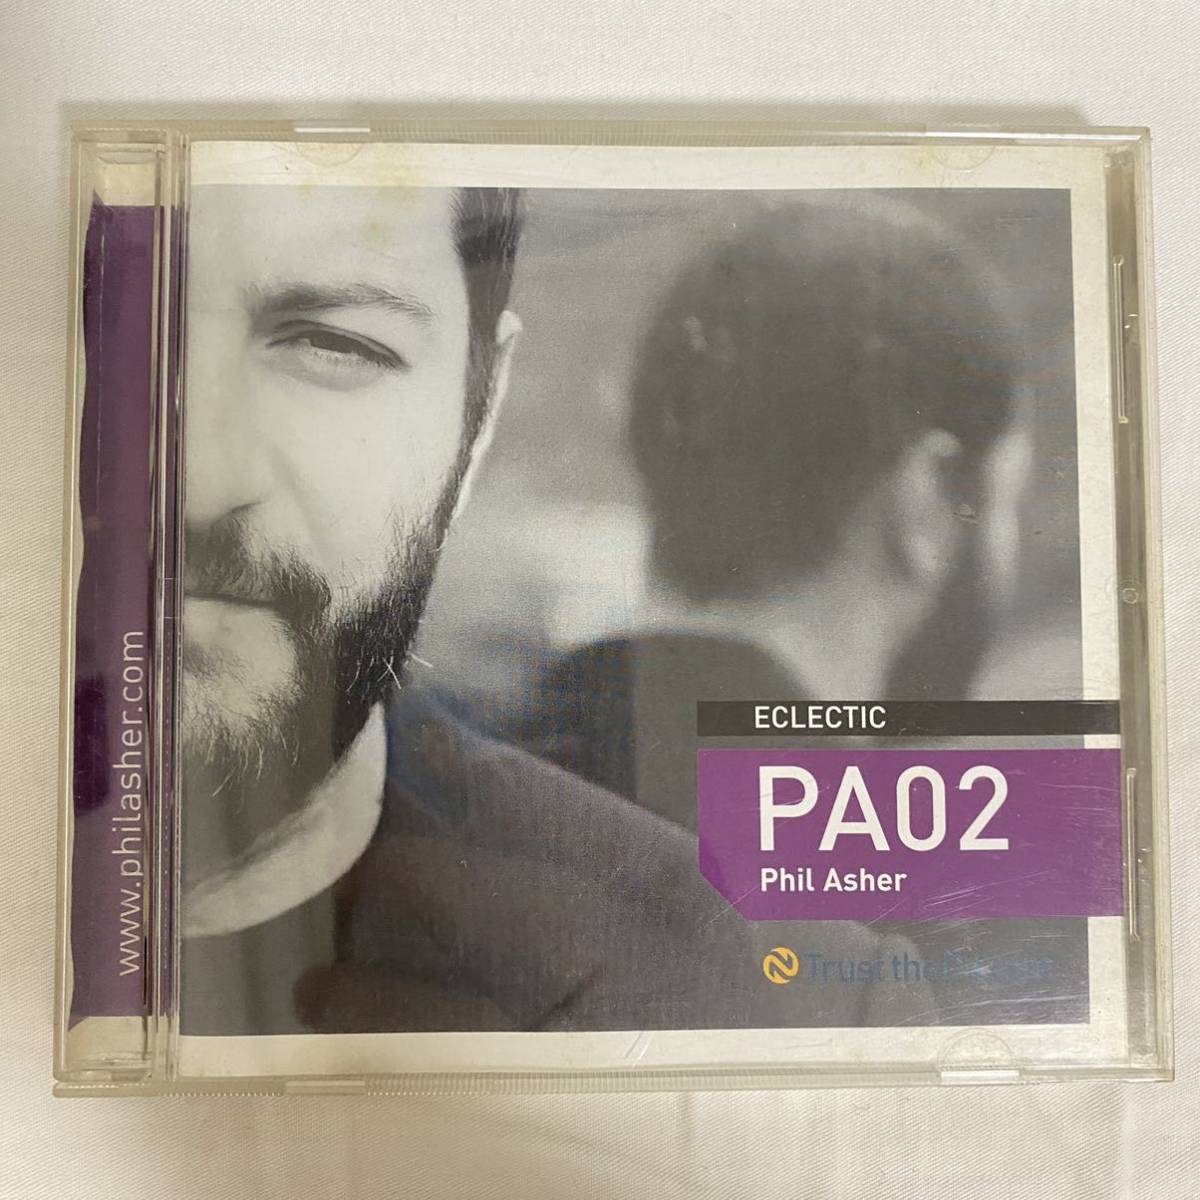 www.philasher.com
ECLECTIC
PA02
Phil Asher
Trust the